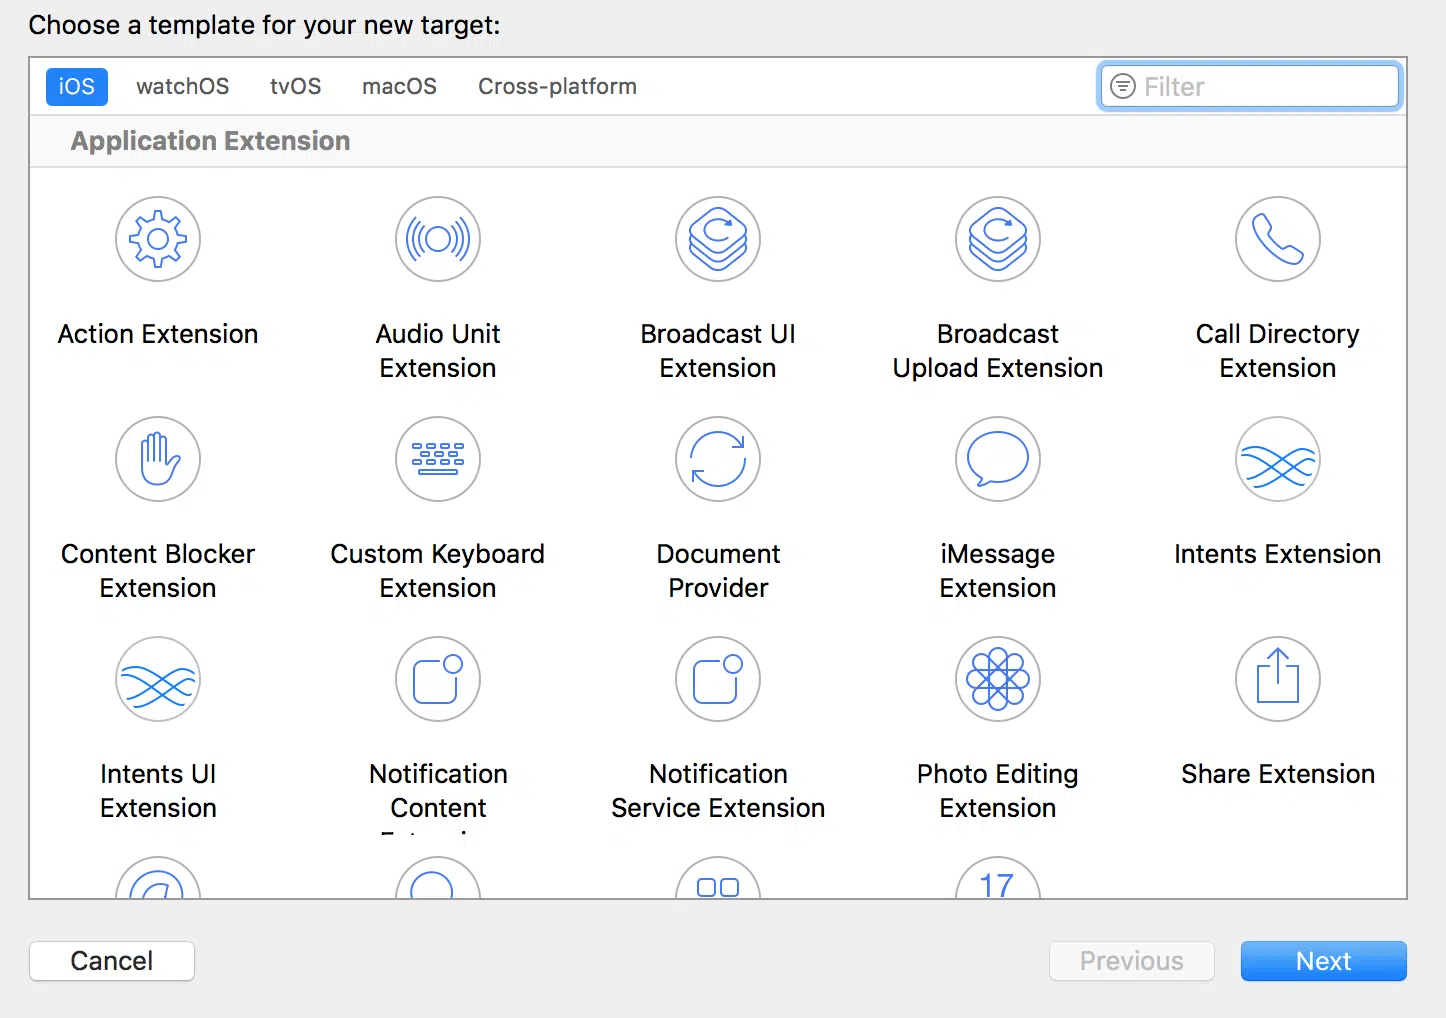 Choose a template for your new target:
iOS watchOS tvOS macOS Cross-platform Filter
Application Extension
Action Extension
Audio Unit
Extension
Broadcast UI
Extension
Broadcast
Upload Extension
Call Directory
Extension
Content Blocker
Extension
Custom Keyboard
Extension
Document
Provider
iMessage
Extension
Intents Extension
Intents UI
Extension
Notification
Content
Notification
Service Extension
Photo Editing
Extension
Share Extension
17
Cancel Previous Next